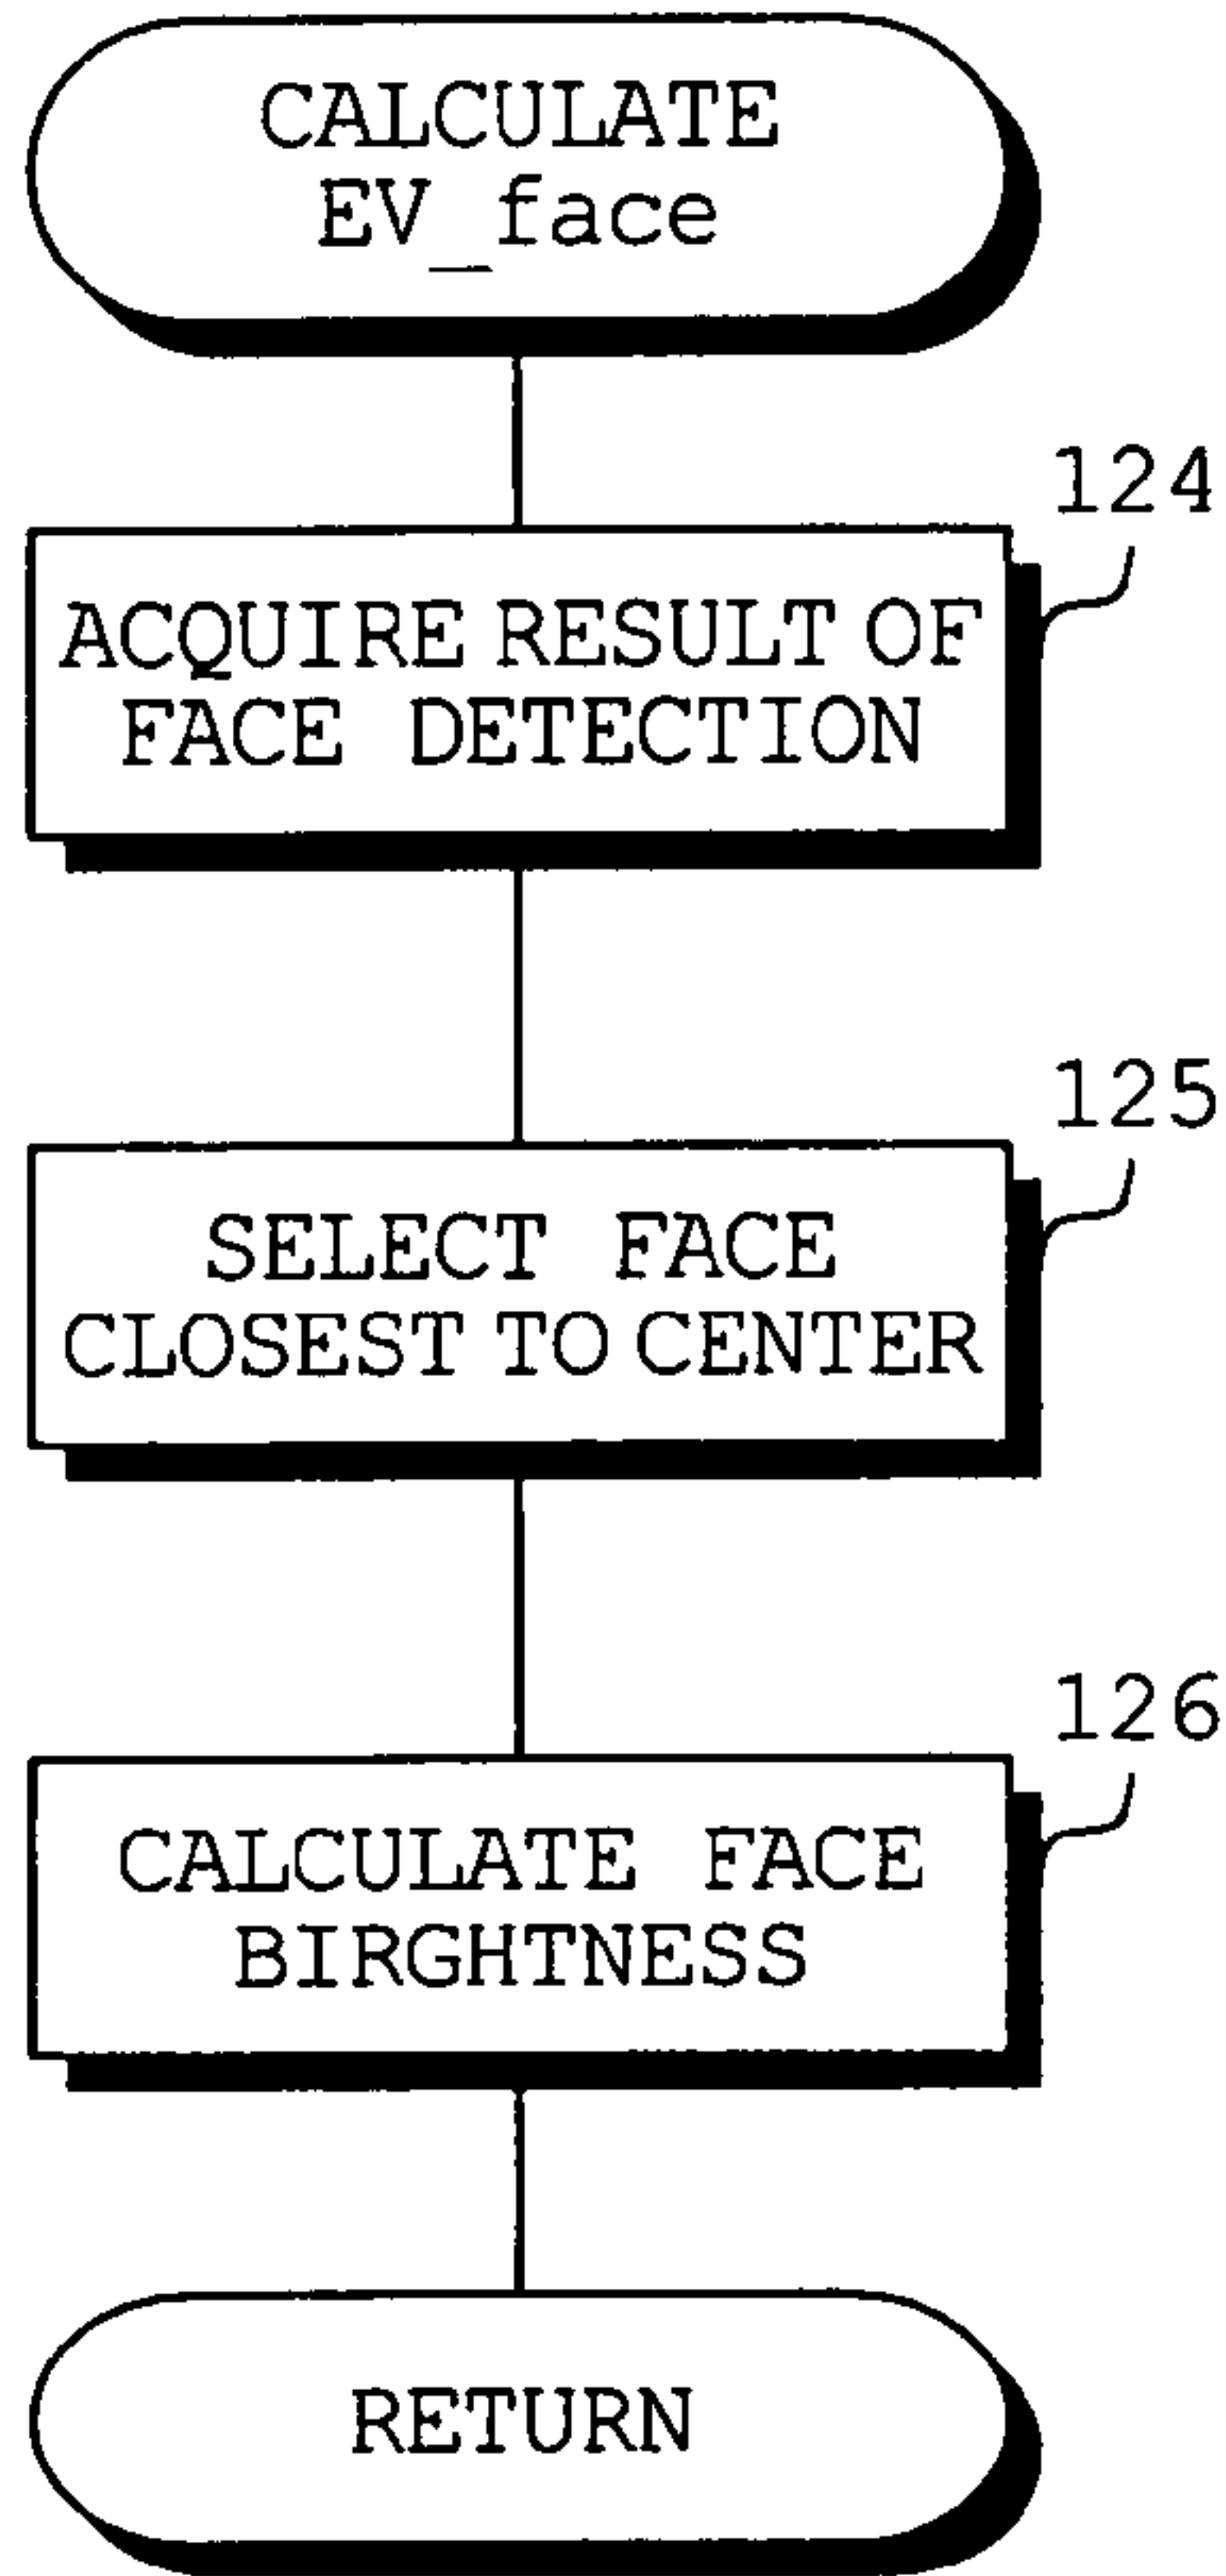 CALCULATE
EV_face
124
ACQUIRE RESULT OF
FACE DETECTION
125
SELECT FACE
CLOSEST TO CENTER
126
CALCULATE FACE
BIRGHTNESS
RETURN